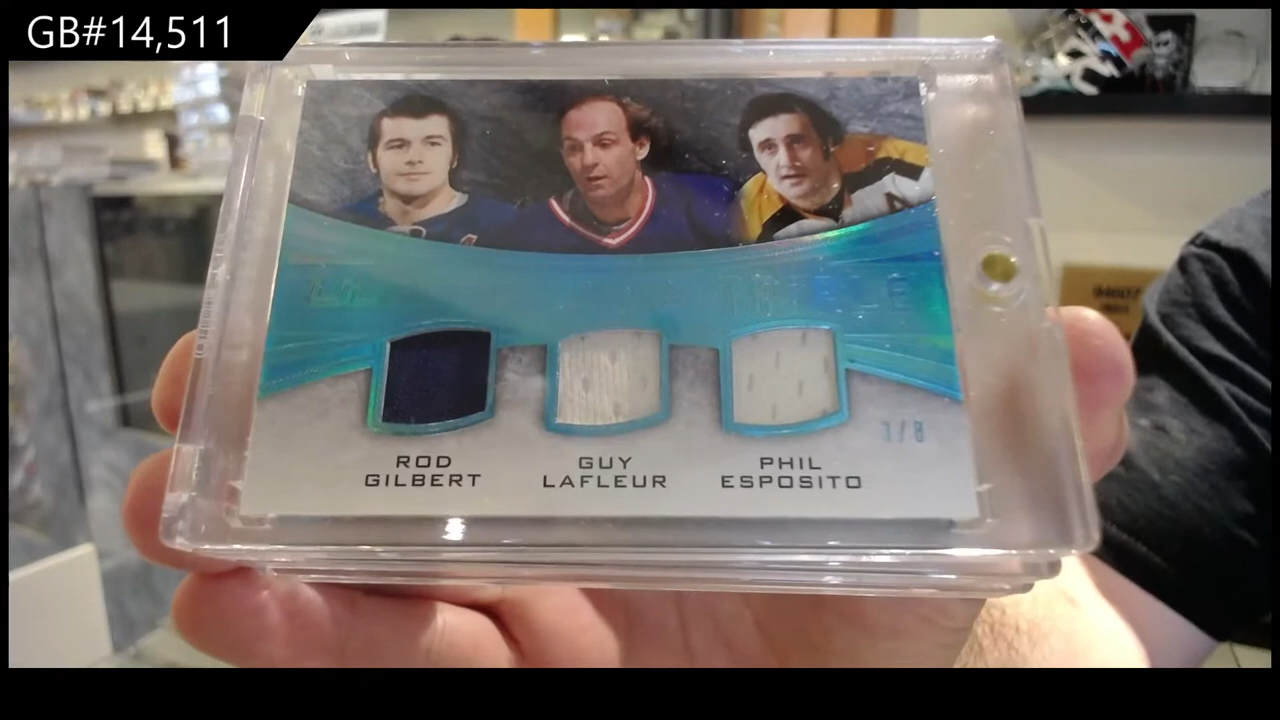 GB#14,511
ROD
GILBERT
GUY
LAFLEUR
PHIL
ESPOSITO